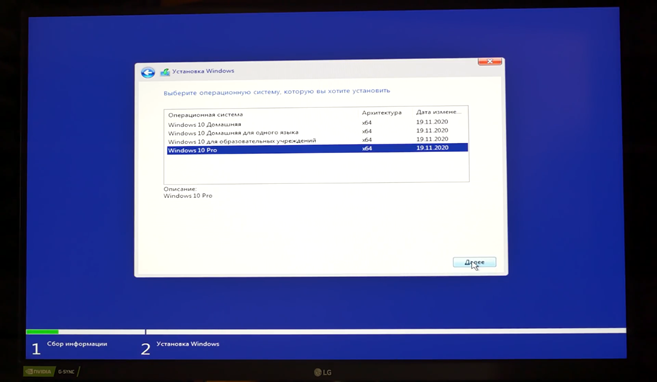 Установка Windows
Выберите операционную систему, которую вы хотите установить
Операционная система Архитектура Дата измене...
Windows 10 Домашняя x64 19.11.2020
Windows 10 Домашняя для одного языка x64 19.11.2020
Windows 10 для образовательных учреждений x64 19.11.2020
Windows 10 Pro x64 19.11.2020
Описание:
Windows 10 Pro
Далее
1 Сбор информации 2 Установка Windows
NVIDIA G-SYNC LG